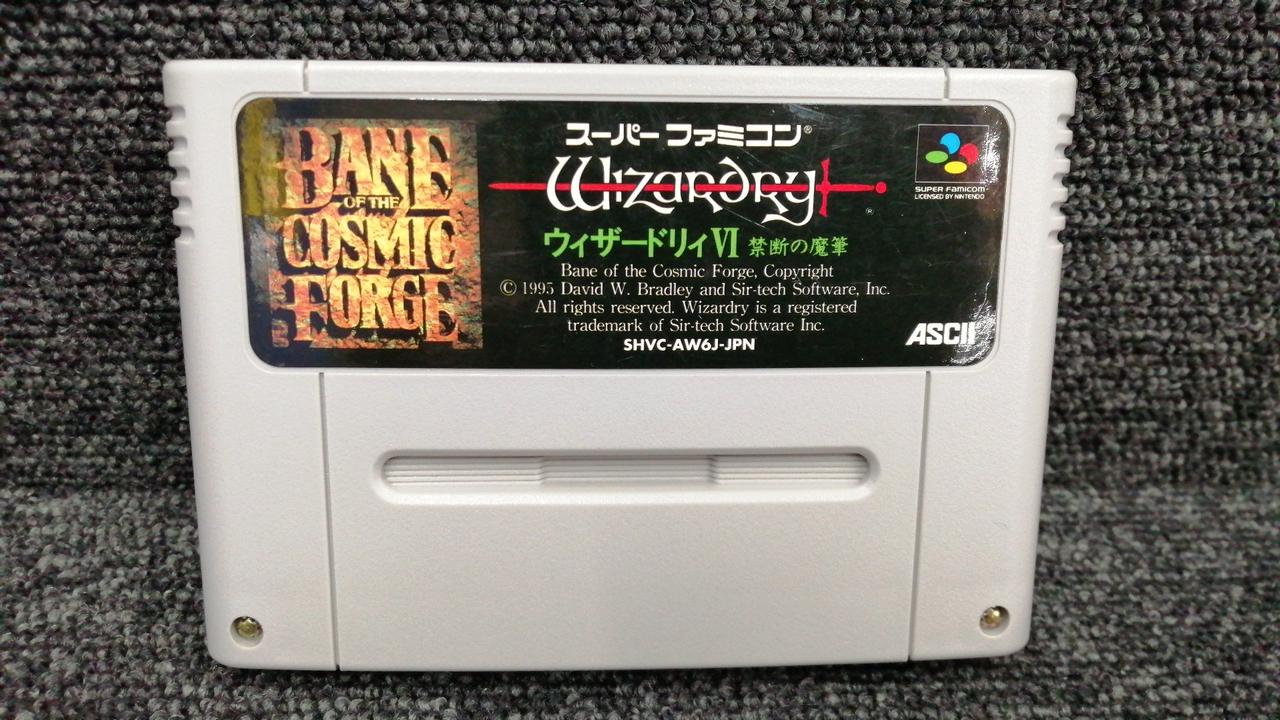 BANE
OF THE
COSMIC
FORGE
スーパーファミコン®
Wizardry
®
ウィザードリィVI 禁断の魔筆
Bane of the Cosmic Forge, Copyright
© 1995 David W. Bradley and Sir-tech Software, Inc.
All rights reserved. Wizardry is a registered
trademark of Sir-tech Software Inc.
SHVC-AW6J-JPN
SUPER FAMICOM
LICENSED BY NINTENDO
ASCII